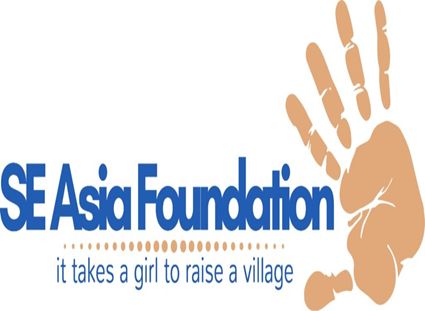 SE Asia Foundation
it takes a girl to raise a village